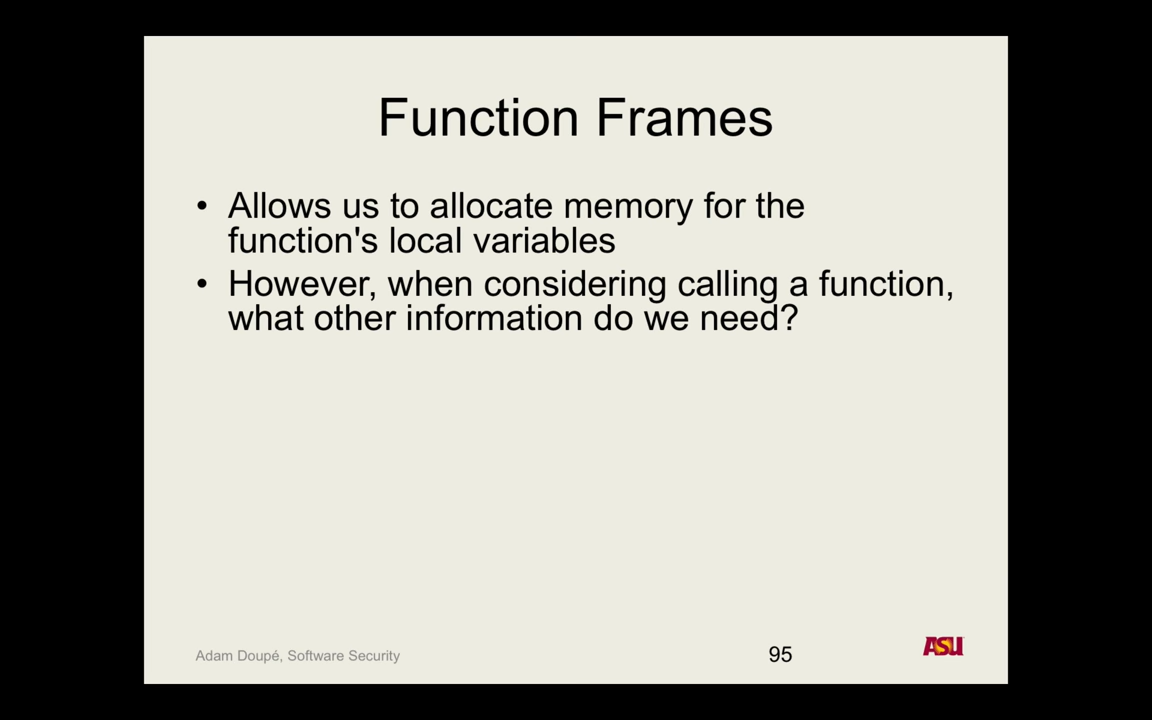 Function Frames
• Allows us to allocate memory for the
function's local variables
• However, when considering calling a function,
what other information do we need?
Adam Doupé, Software Security
95
ASU